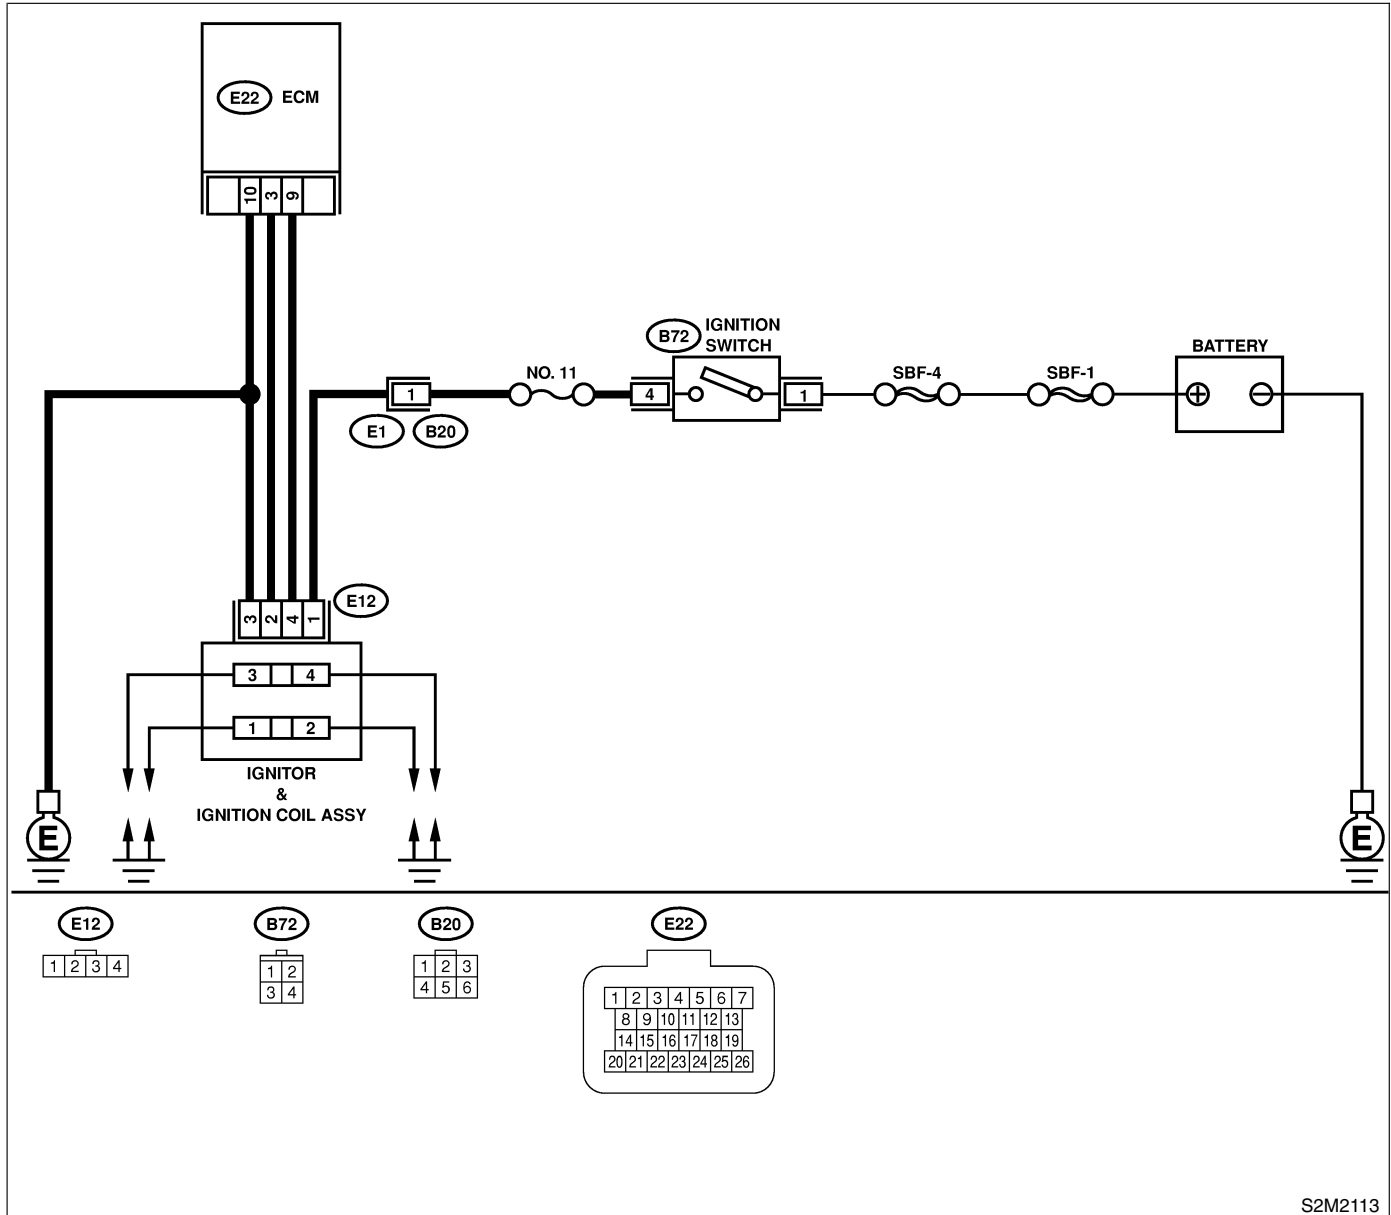 E22 ECM
10 3 9
IGNITION
SWITCH
B72
BATTERY
NO. 11
SBF-4
SBF-1
1
4
1
+
−
E1
B20
E12
3 2 4 1
3 4
1 2
IGNITOR
&
IGNITION COIL ASSY
E
E
E12
B72
B20
E22
1 2 3 4
1 2
3 4
1 2 3
4 5 6
1 2 3 4 5 6 7
8 9 10 11 12 13
14 15 16 17 18 19
20 21 22 23 24 25 26
S2M2113